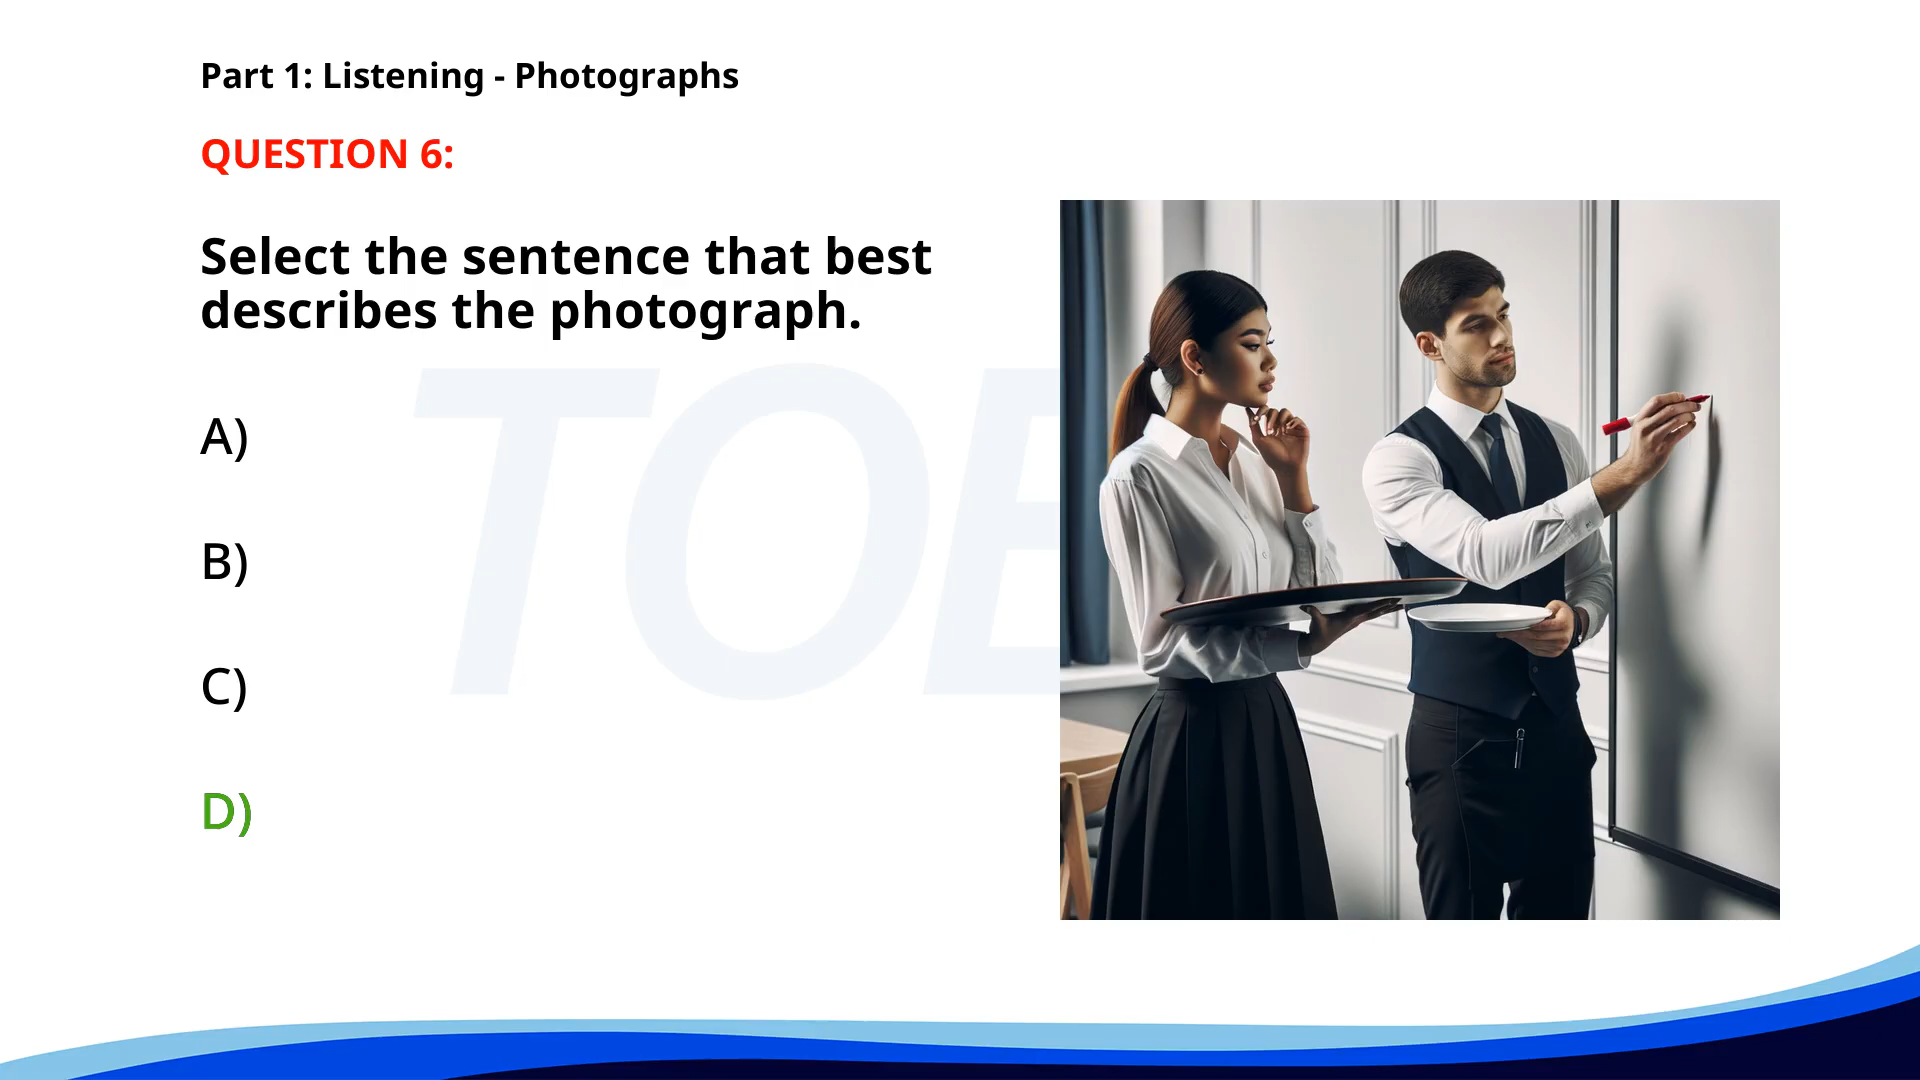 Part 1: Listening - Photographs
QUESTION 6:
Select the sentence that best
describes the photograph.
A)
B)
C)
D)